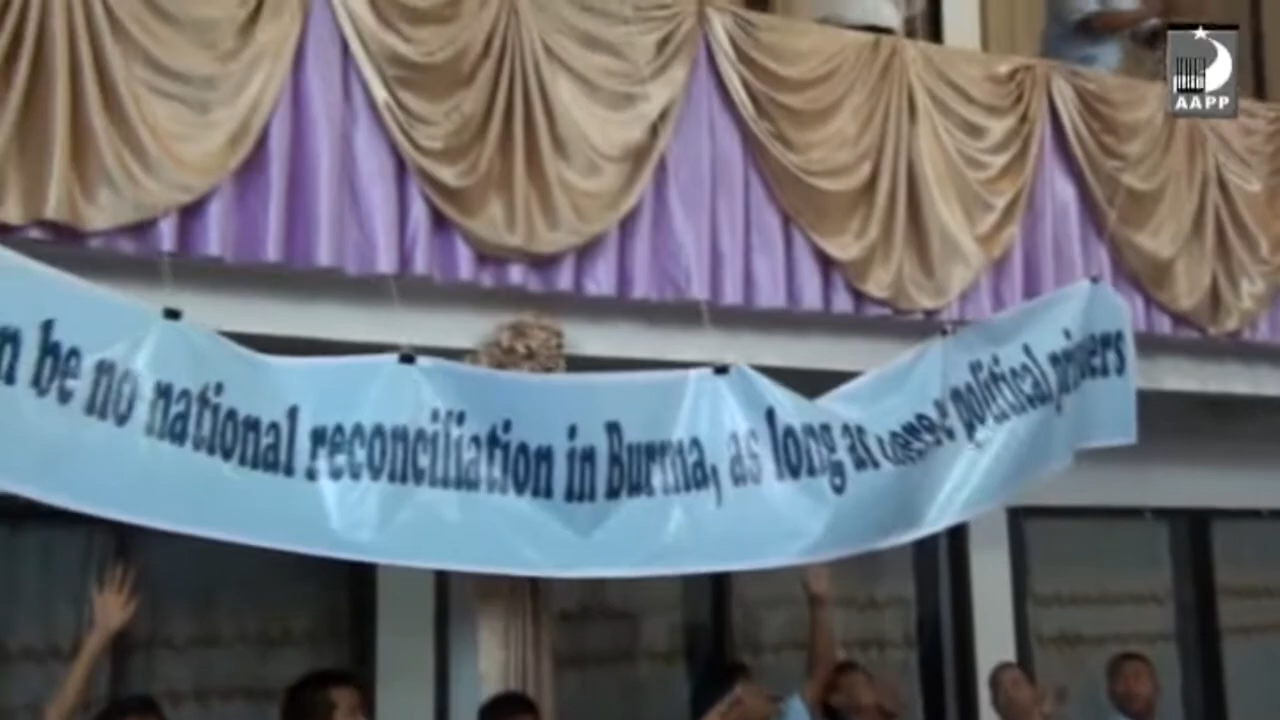 n be no national reconciliation in Burma, as long as political prisoners
AAPP